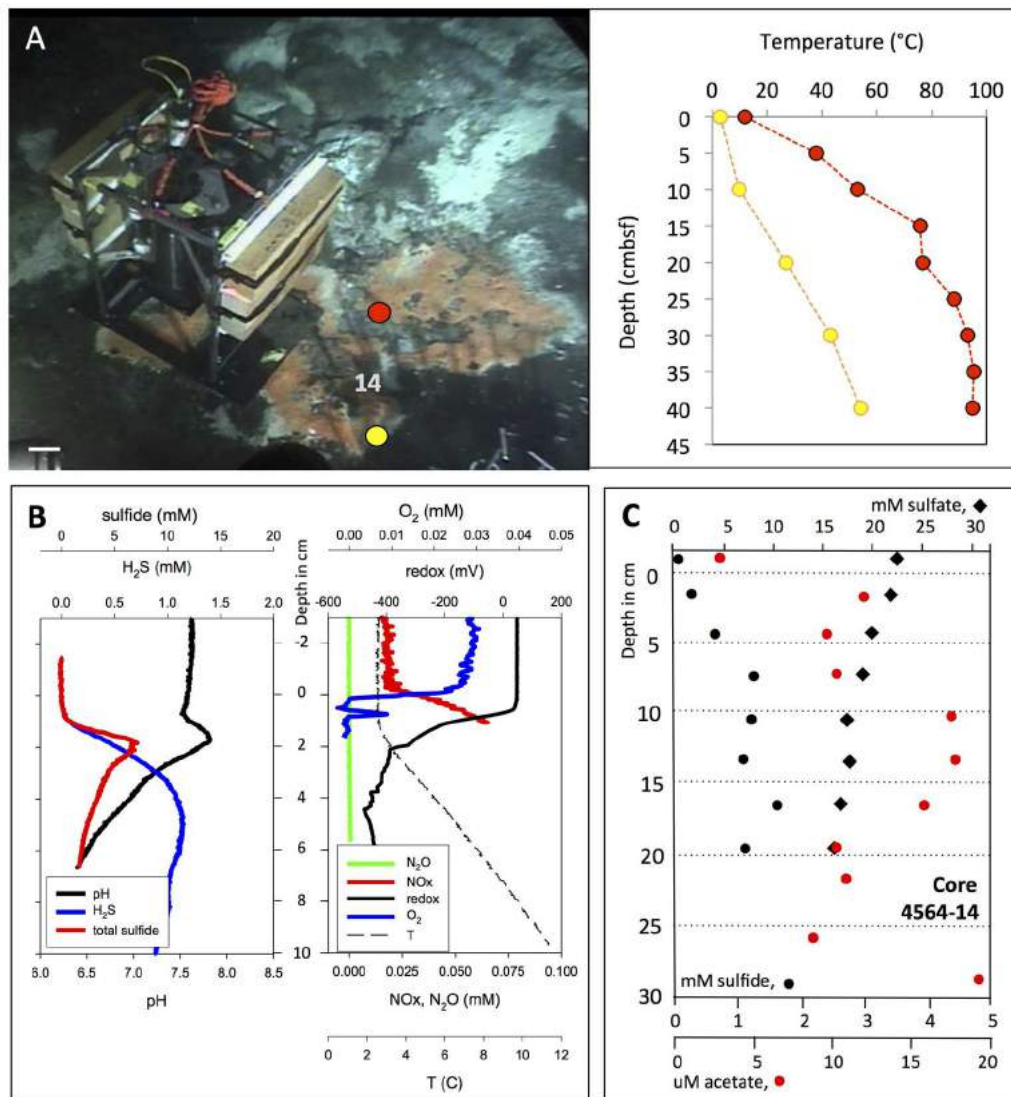 A
14
Temperature (°C)
0 20 40 60 80 100
Depth (cmbsf)
0
5
10
15
20
25
30
35
40
45
B
sulfide (mM)
0 5 10 15 20
H2S (mM)
0.0 0.5 1.0 1.5 2.0
pH
H2S
total sulfide
6.0 6.5 7.0 7.5 8.0 8.5
pH
O2 (mM)
0.00 0.01 0.02 0.03 0.04 0.05
redox (mV)
-600 -400 -200 0 200
Depth in cm
-2
0
2
4
6
8
10
N2O
NOx
redox
O2
T
0.000 0.025 0.050 0.075 0.100
NOx, N2O (mM)
0 2 4 6 8 10 12
T (C)
C
mM sulfate,
0 5 10 15 20 25 30
Depth in cm
0
5
10
15
20
25
30
Core
4564-14
mM sulfide,
0 1 2 3 4 5
0 5 10 15 20
uM acetate,